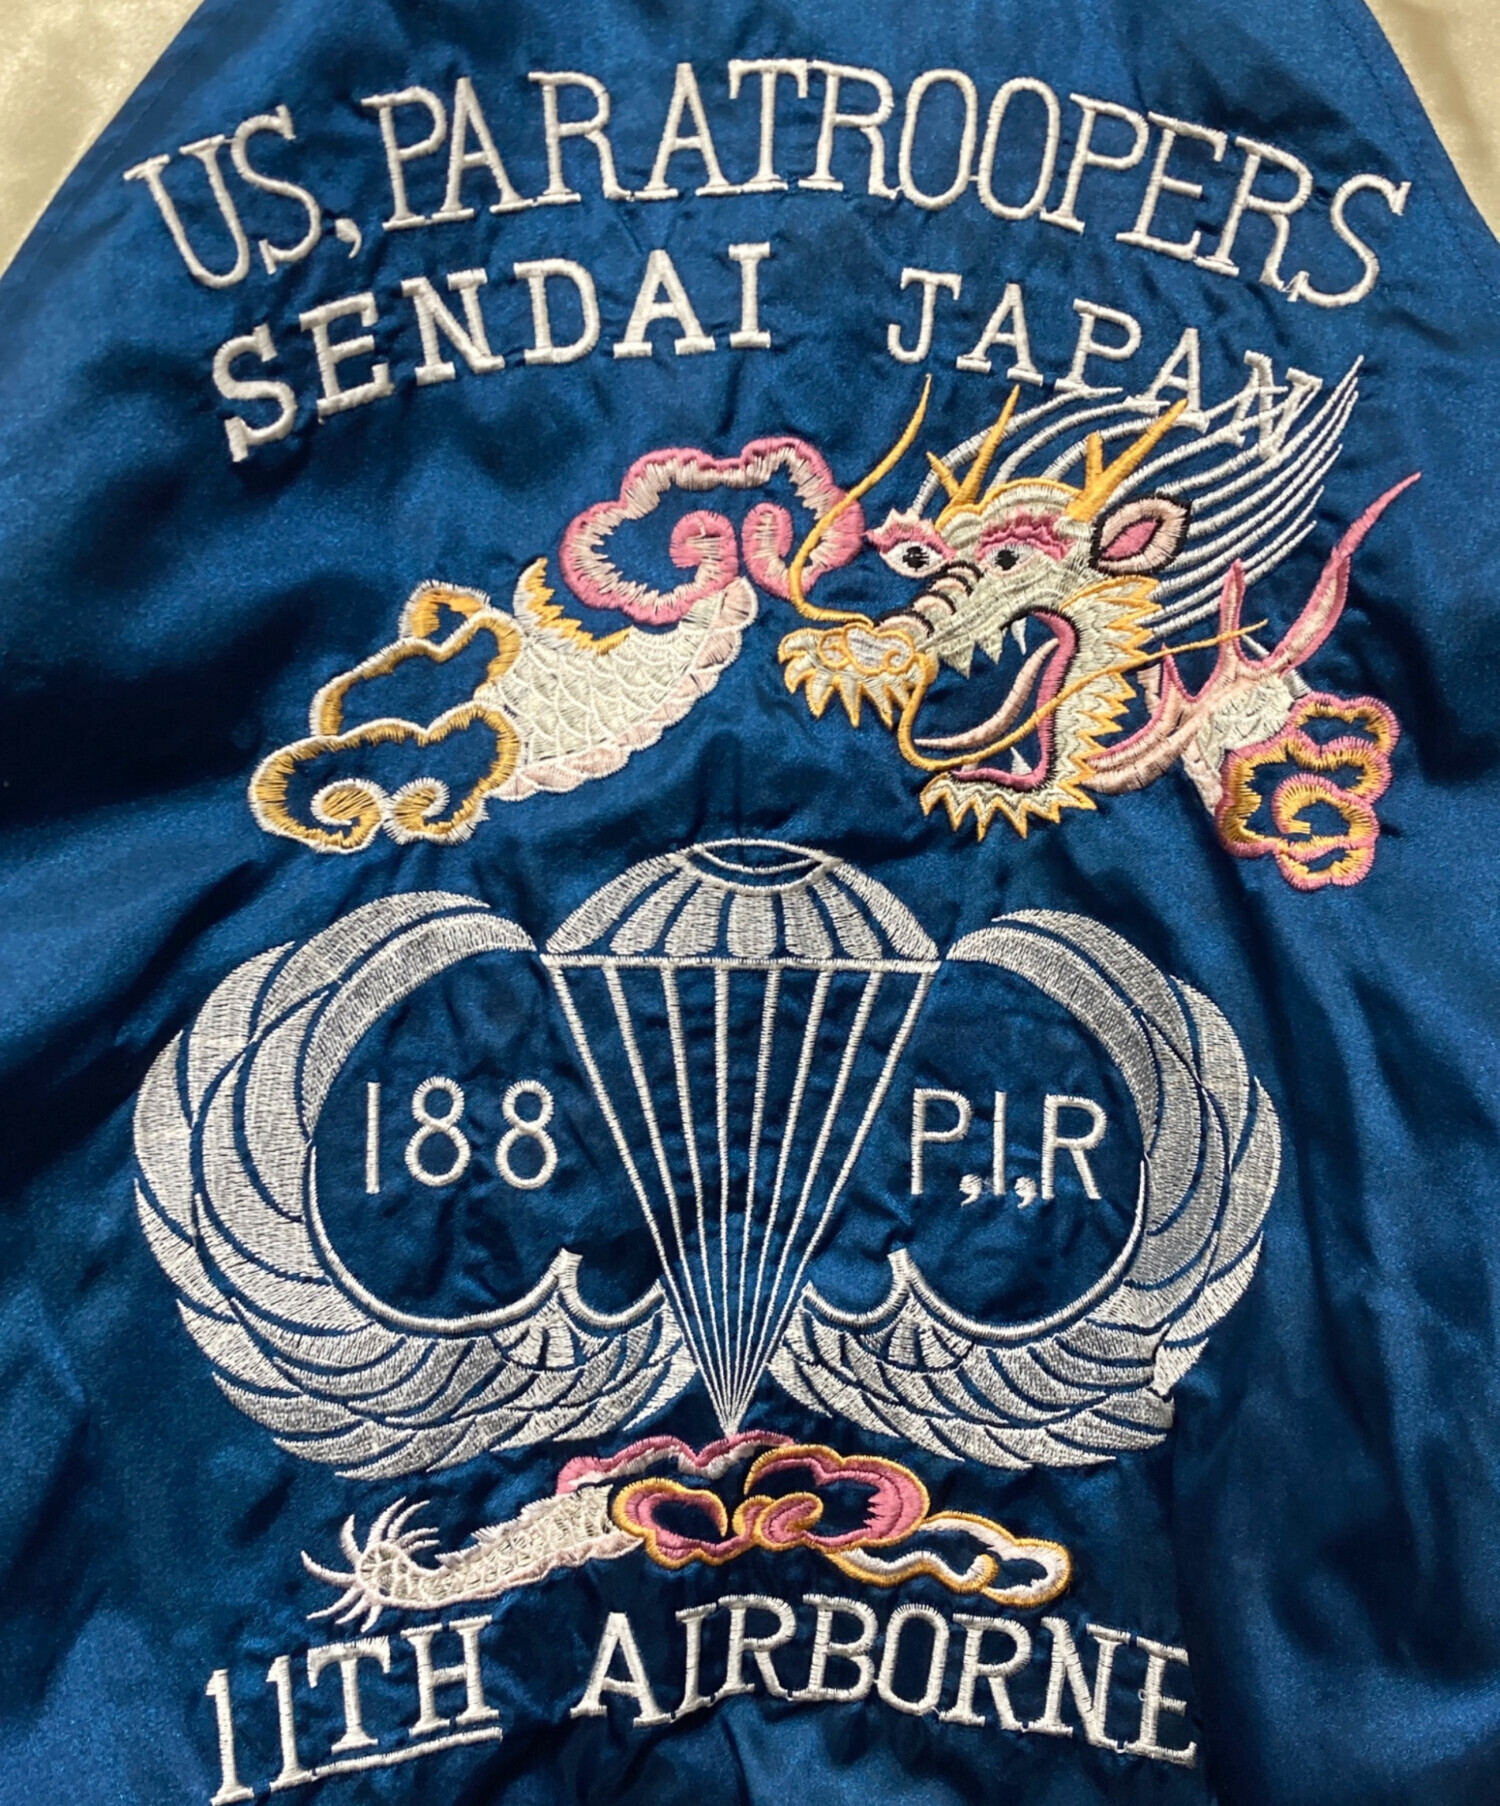 US,PARATROOPERS
SENDAI JAPAN
188 P,I,R
11TH AIRBORNE